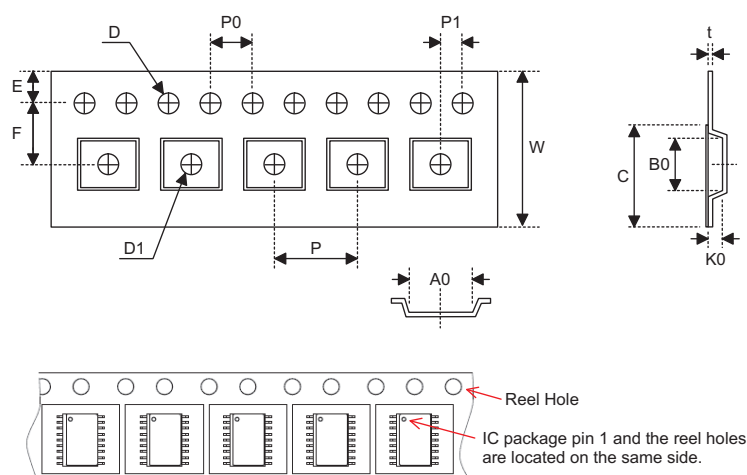 D
P0
P1
t
E
F
W
C
B0
D1
P
K0
A0
Reel Hole
IC package pin 1 and the reel holes
are located on the same side.